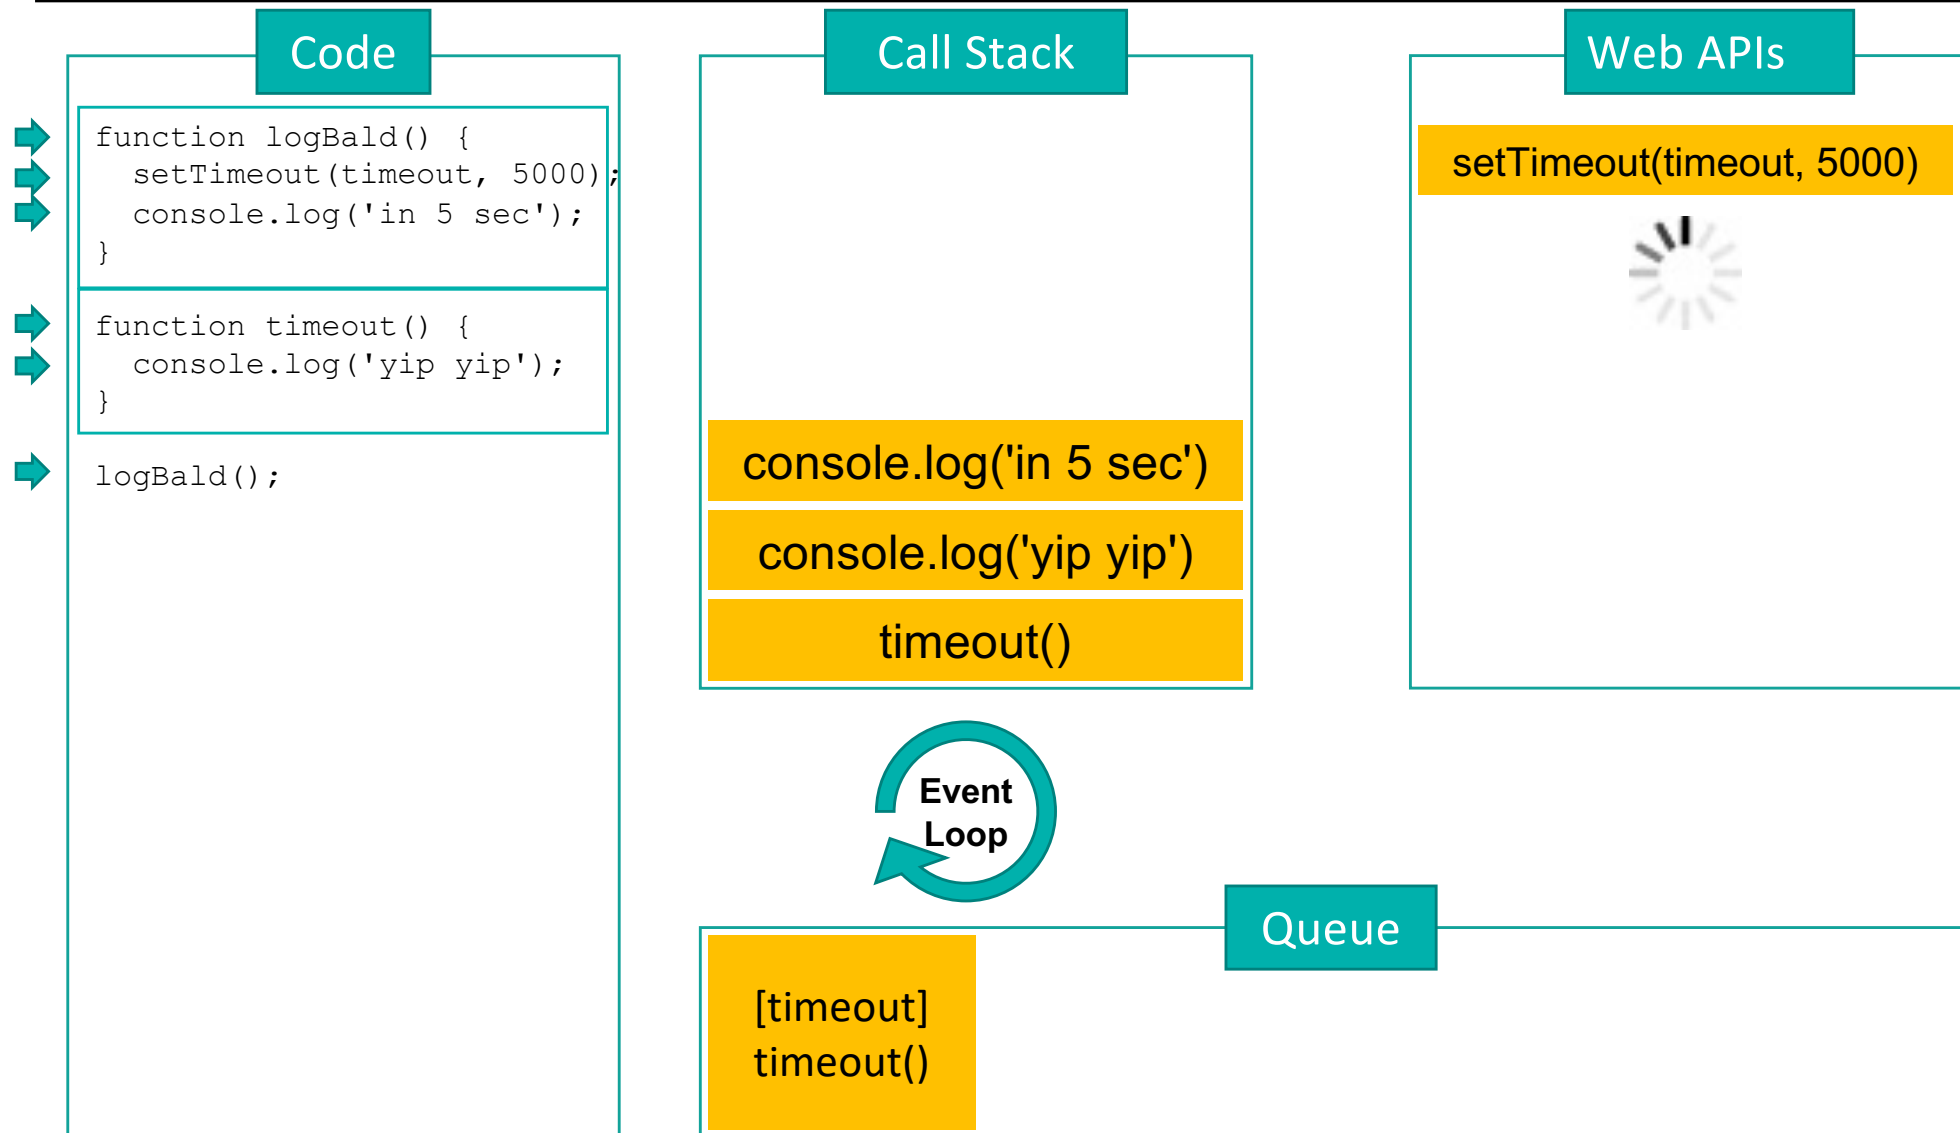 Code
function logBald() {
  setTimeout(timeout, 5000);
  console.log('in 5 sec');
}
function timeout() {
  console.log('yip yip');
}
logBald();
Call Stack
console.log('in 5 sec')
console.log('yip yip')
timeout()
Web APIs
setTimeout(timeout, 5000)
Event
Loop
Queue
[timeout]
timeout()